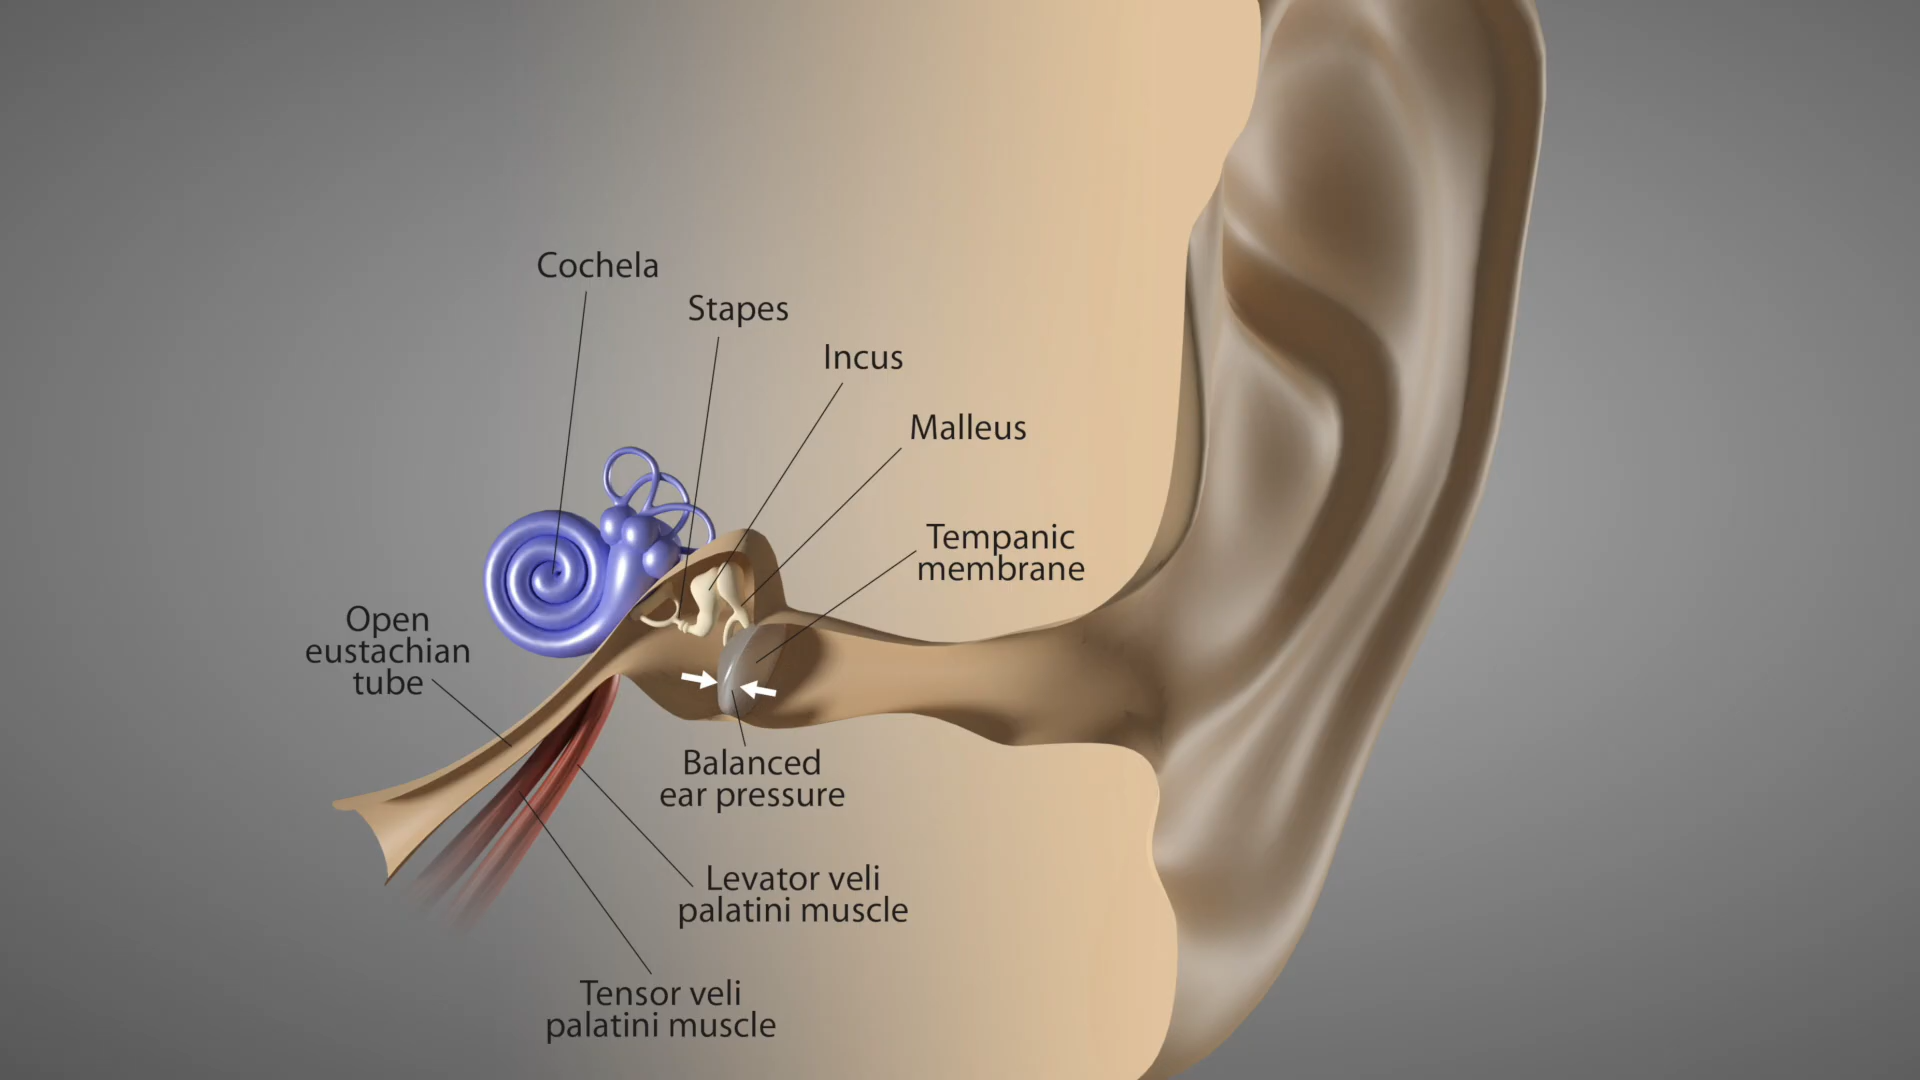 Cochela
Stapes
Incus
Malleus
Tempanic
membrane
Open
eustachian
tube
Balanced
ear pressure
Levator veli
palatini muscle
Tensor veli
palatini muscle